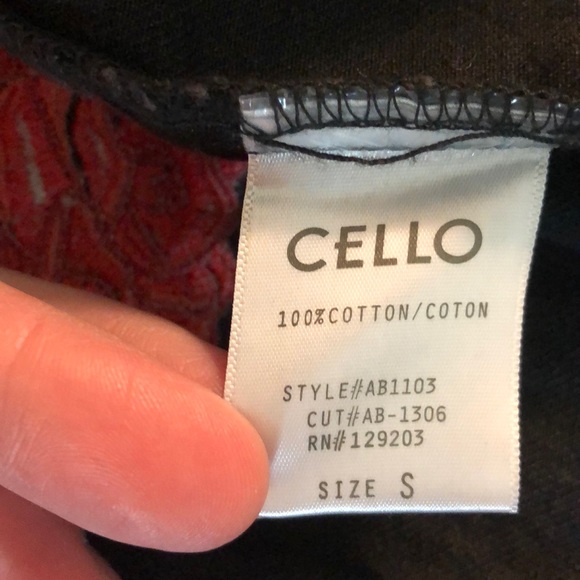 CELLO
100%COTTON/COTON
STYLE#AB1103
CUT#AB-1306
RN#129203
SIZE S